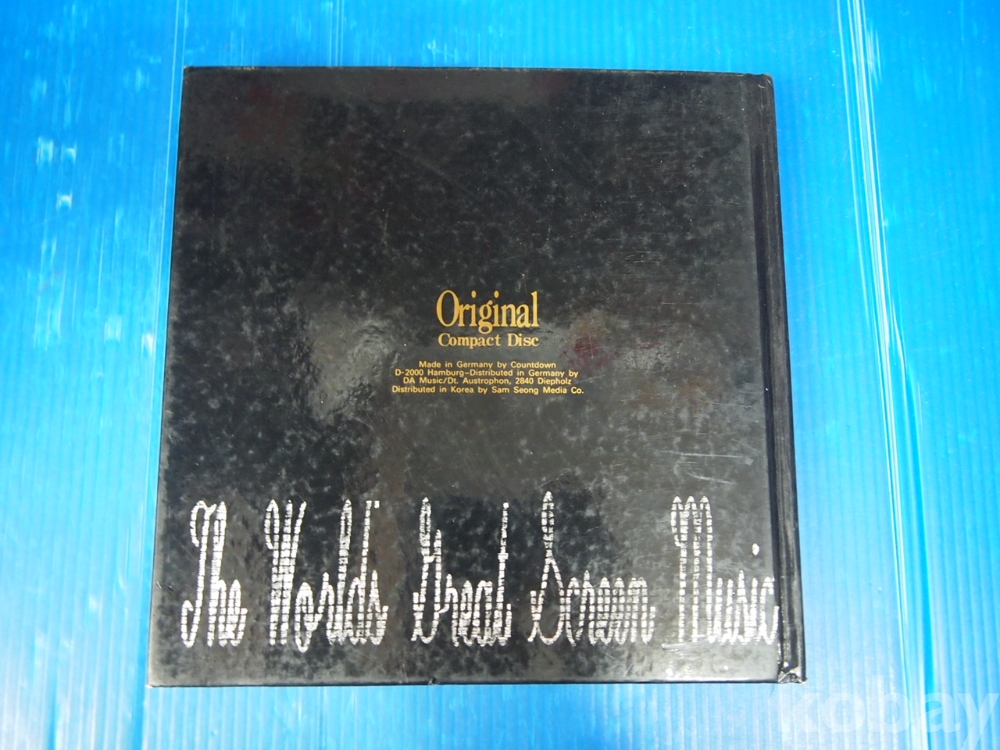 Original
Compact Disc
Made in Germany by Countdown
D-2000 Hamburg-Distributed in Germany by
DA Music/Dt. Austrophon, 2840 Diepholz
Distributed in Korea by Sam Seong Media Co.
The World's Great Screen Music
kobay